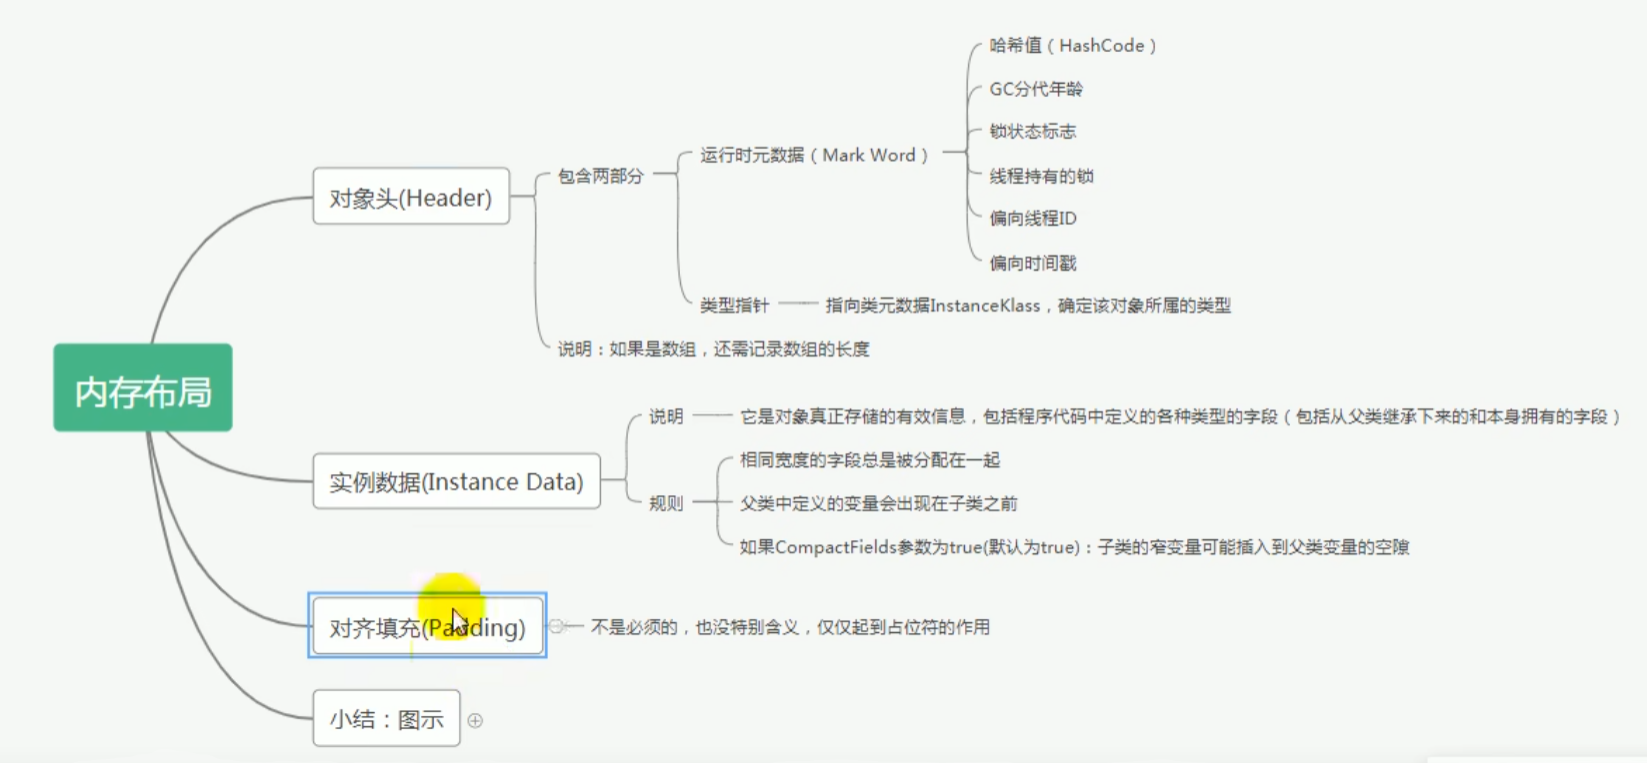 内存布局
对象头(Header)
包含两部分
运行时元数据（Mark Word）
哈希值（HashCode）
GC分代年龄
锁状态标志
线程持有的锁
偏向线程ID
偏向时间戳
类型指针
指向类元数据InstanceKlass，确定该对象所属的类型
说明：如果是数组，还需记录数组的长度
实例数据(Instance Data)
说明
它是对象真正存储的有效信息，包括程序代码中定义的各种类型的字段（包括从父类继承下来的和本身拥有的字段）
规则
相同宽度的字段总是被分配在一起
父类中定义的变量会出现在子类之前
如果CompactFields参数为true(默认为true)：子类的窄变量可能插入到父类变量的空隙
对齐填充(Padding)
不是必须的，也没特别含义，仅仅起到占位符的作用
小结：图示